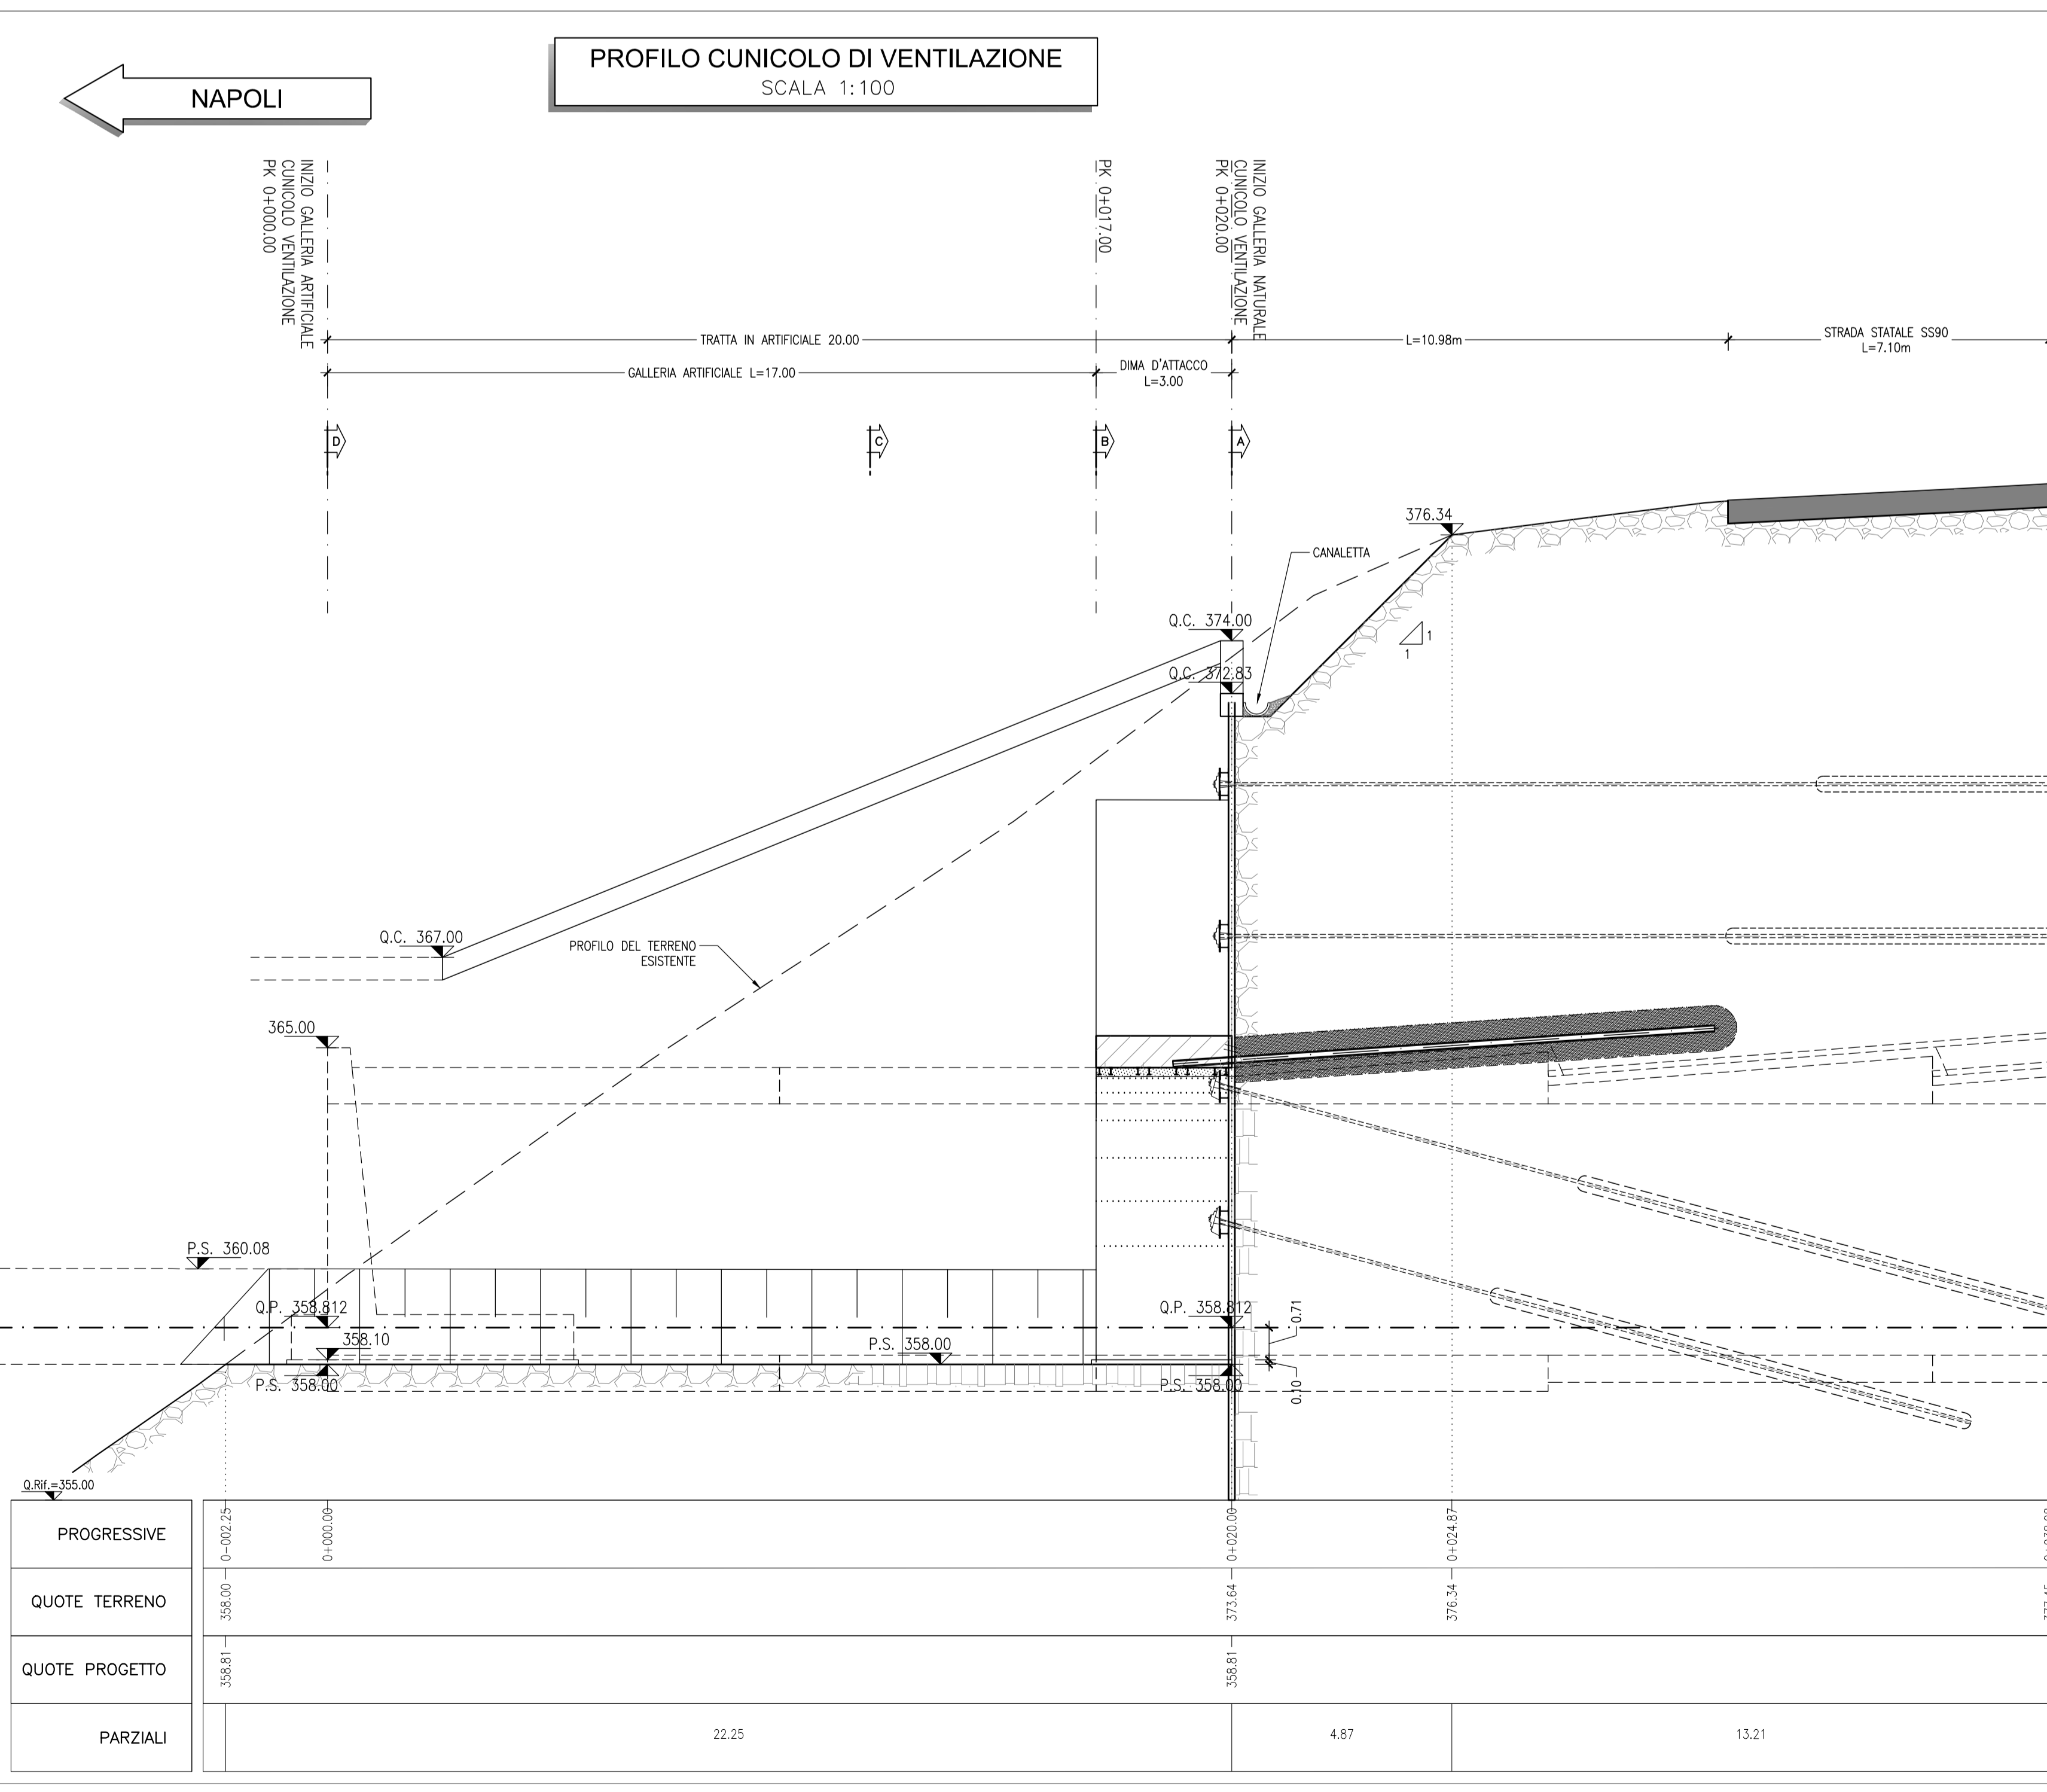 PROFILO CUNICOLO DI VENTILAZIONE
SCALA 1:100
NAPOLI
INIZIO GALLERIA ARTIFICIALE
CUNICOLO VENTILAZIONE
PK 0+000.00
PK 0+017.00
INIZIO GALLERIA NATURALE
CUNICOLO VENTILAZIONE
PK 0+020.00
TRATTA IN ARTIFICIALE 20.00
L=10.98m
STRADA STATALE SS90
L=7.10m
GALLERIA ARTIFICIALE L=17.00
DIMA D'ATTACCO
L=3.00
D
C
B
A
376.34
CANALETTA
Q.C. 374.00
1
1
Q.C. 372.83
Q.C. 367.00
PROFILO DEL TERRENO
ESISTENTE
365.00
P.S. 360.08
Q.P. 358.812
358.10
P.S. 358.00
P.S. 358.00
Q.P. 358.812
P.S. 358.00
0.71
0.10
Q.Rif.=355.00
PROGRESSIVE
0-002.25
0+000.00
0+020.00
0+024.87
QUOTE TERRENO
358.00
373.64
376.34
QUOTE PROGETTO
358.81
358.81
PARZIALI
22.25
4.87
13.21